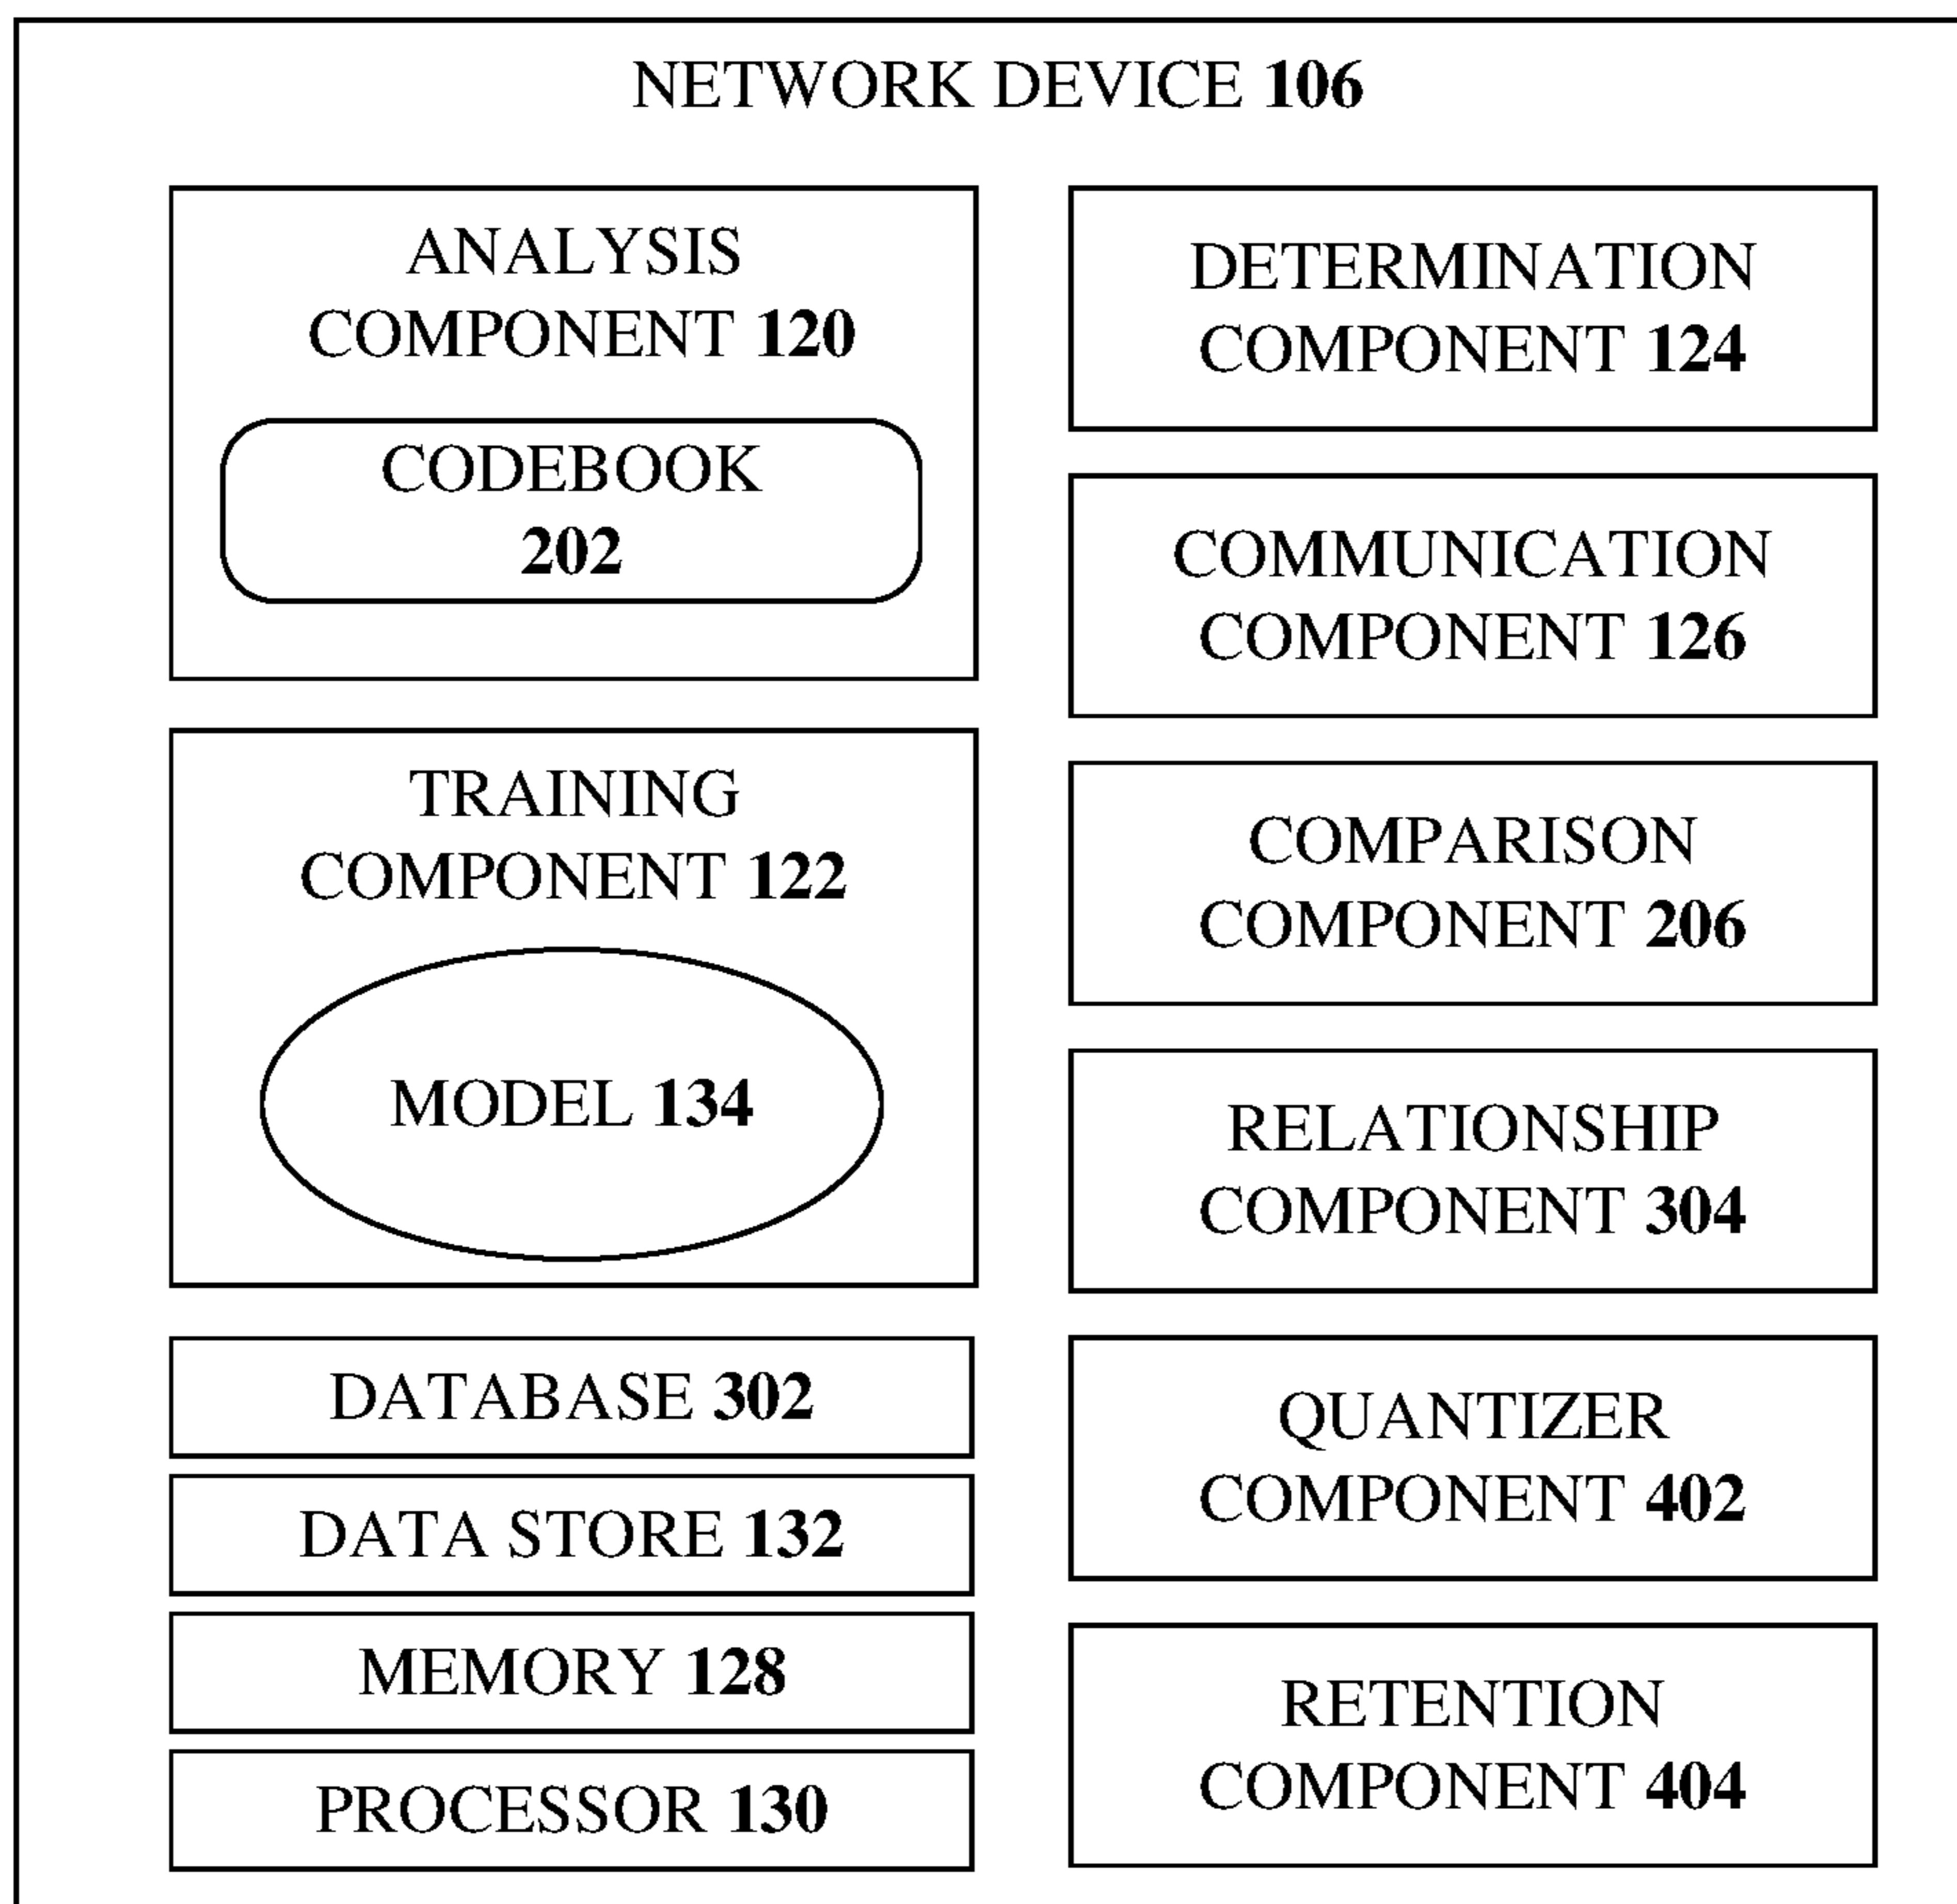 NETWORK DEVICE 106
ANALYSIS
COMPONENT 120
CODEBOOK
202
TRAINING
COMPONENT 122
MODEL 134
DATABASE 302
DATA STORE 132
MEMORY 128
PROCESSOR 130
DETERMINATION
COMPONENT 124
COMMUNICATION
COMPONENT 126
COMPARISON
COMPONENT 206
RELATIONSHIP
COMPONENT 304
QUANTIZER
COMPONENT 402
RETENTION
COMPONENT 404